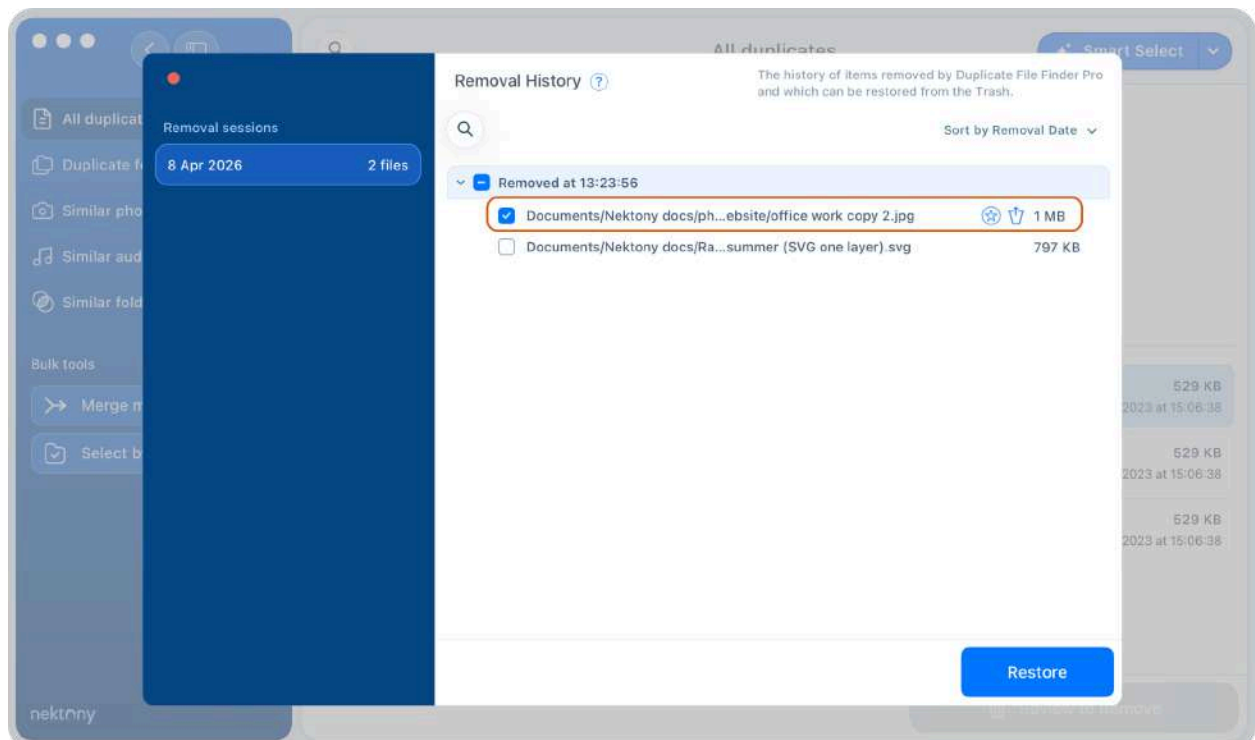 All duplicates
Smart Select
All duplicat
Duplicate f
Similar pho
Similar aud
Similar fold
Bulk tools
Merge m
Select b
nektony
Removal sessions
8 Apr 2026 2 files
Removal History ?
The history of items removed by Duplicate File Finder Pro
and which can be restored from the Trash.
Sort by Removal Date
Removed at 13:23:56
Documents/Nektony docs/ph...ebsite/office work copy 2.jpg 1 MB
Documents/Nektony docs/Ra...summer (SVG one layer).svg 797 KB
Restore
529 KB
2023 at 15:06:38
529 KB
2023 at 15:06:38
529 KB
2023 at 15:06:38